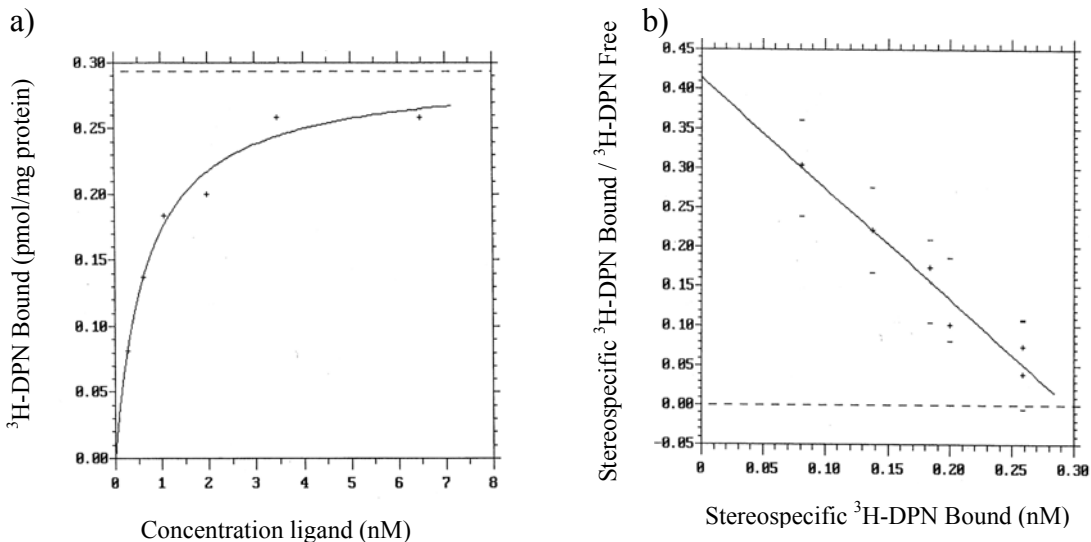 a)
³H-DPN Bound (pmol/mg protein)
0.30
0.25
0.20
0.15
0.10
0.05
0.00
0 1 2 3 4 5 6 7 8
Concentration ligand (nM)
b)
Stereospecific ³H-DPN Bound / ³H-DPN Free
0.45
0.40
0.35
0.30
0.25
0.20
0.15
0.10
0.05
0.00
-0.05
0 0.05 0.10 0.15 0.20 0.25 0.30
Stereospecific ³H-DPN Bound (nM)